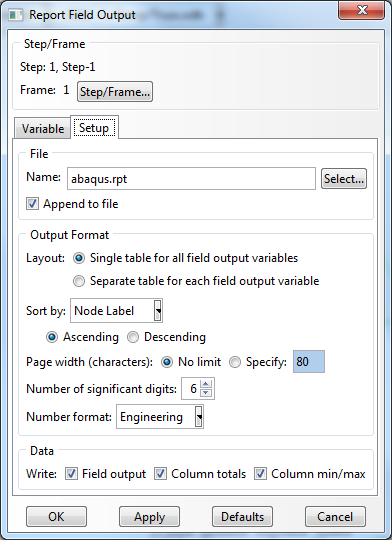 Report Field Output
Step/Frame
Step: 1, Step-1
Frame: 1 Step/Frame...
Variable Setup
File
Name: abaqus.rpt Select...
Append to file
Output Format
Layout: Single table for all field output variables
Separate table for each field output variable
Sort by: Node Label
Ascending Descending
Page width (characters): No limit Specify: 80
Number of significant digits: 6
Number format: Engineering
Data
Write: Field output Column totals Column min/max
OK Apply Defaults Cancel